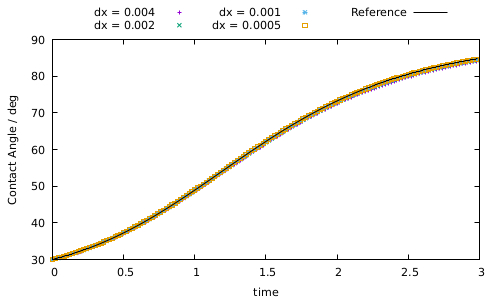 dx = 0.004 dx = 0.001 Reference
dx = 0.002 dx = 0.0005
90
80
70
60
50
40
30
Contact Angle / deg
0 0.5 1 1.5 2 2.5 3
time